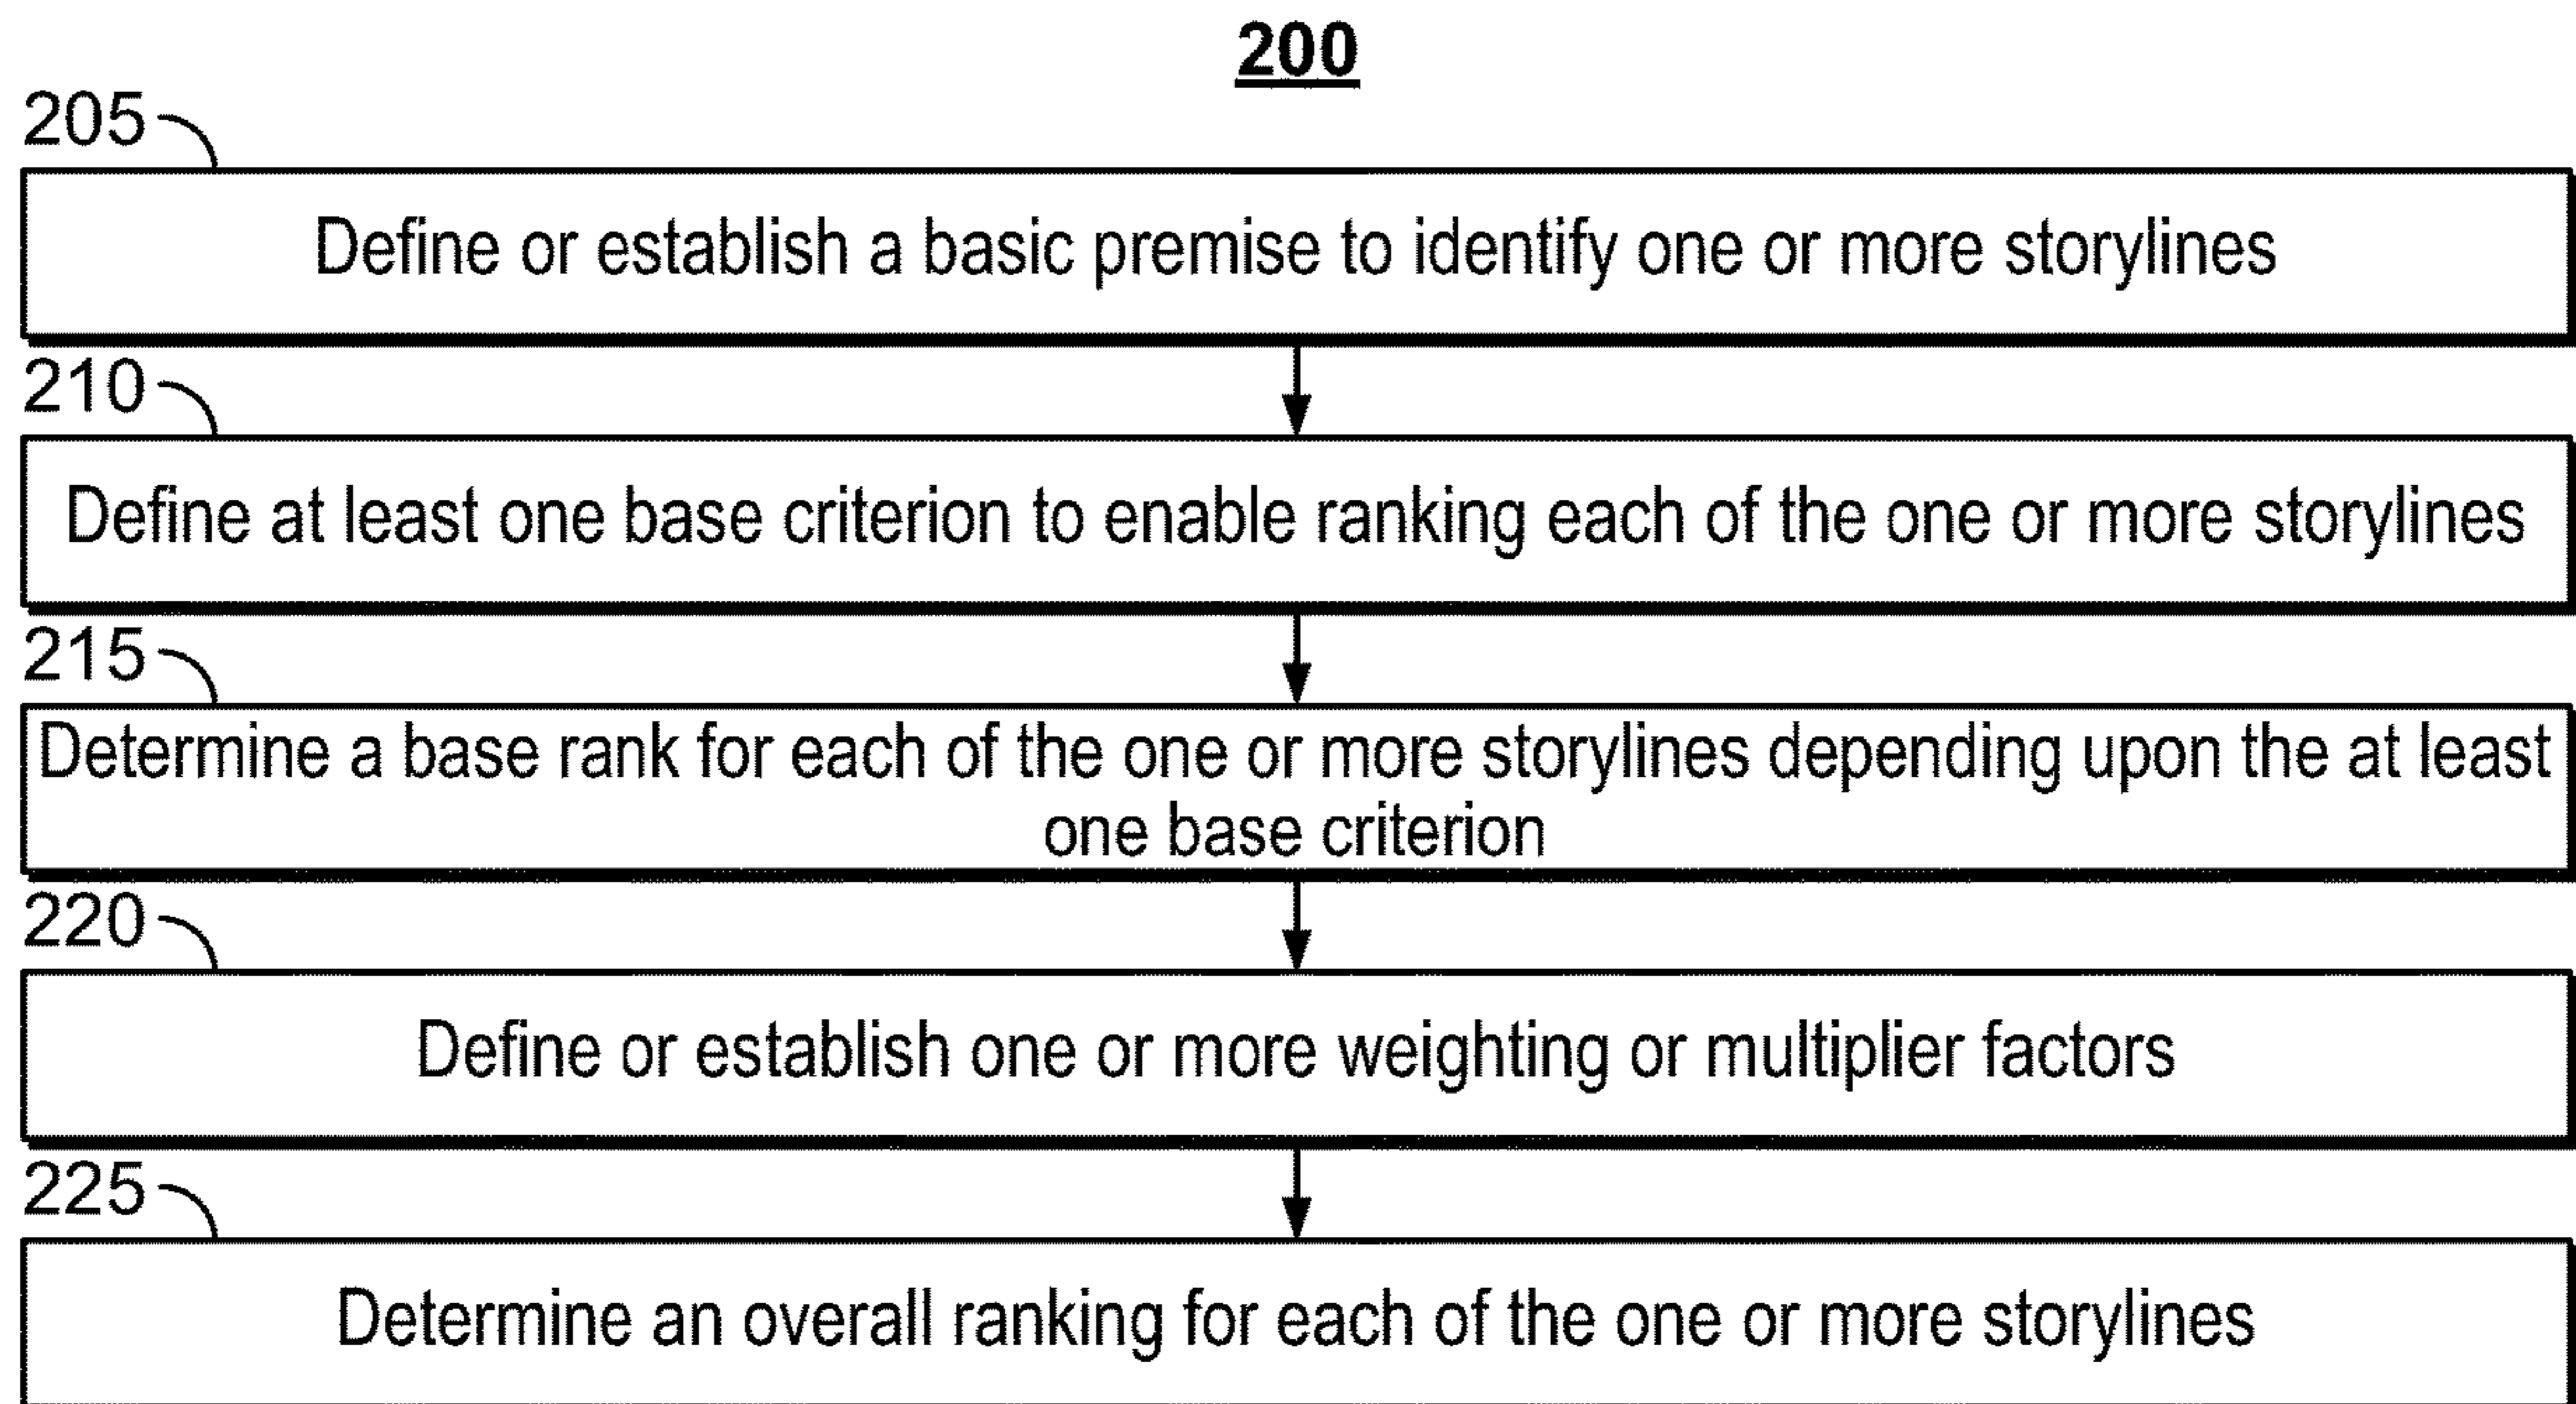 200
205
Define or establish a basic premise to identify one or more storylines
210
Define at least one base criterion to enable ranking each of the one or more storylines
215
Determine a base rank for each of the one or more storylines depending upon the at least
one base criterion
220
Define or establish one or more weighting or multiplier factors
225
Determine an overall ranking for each of the one or more storylines